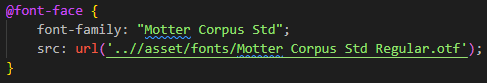 @font-face {
font-family: "Motter Corpus Std";
src: url('..//asset/fonts/Motter Corpus Std Regular.otf');
}